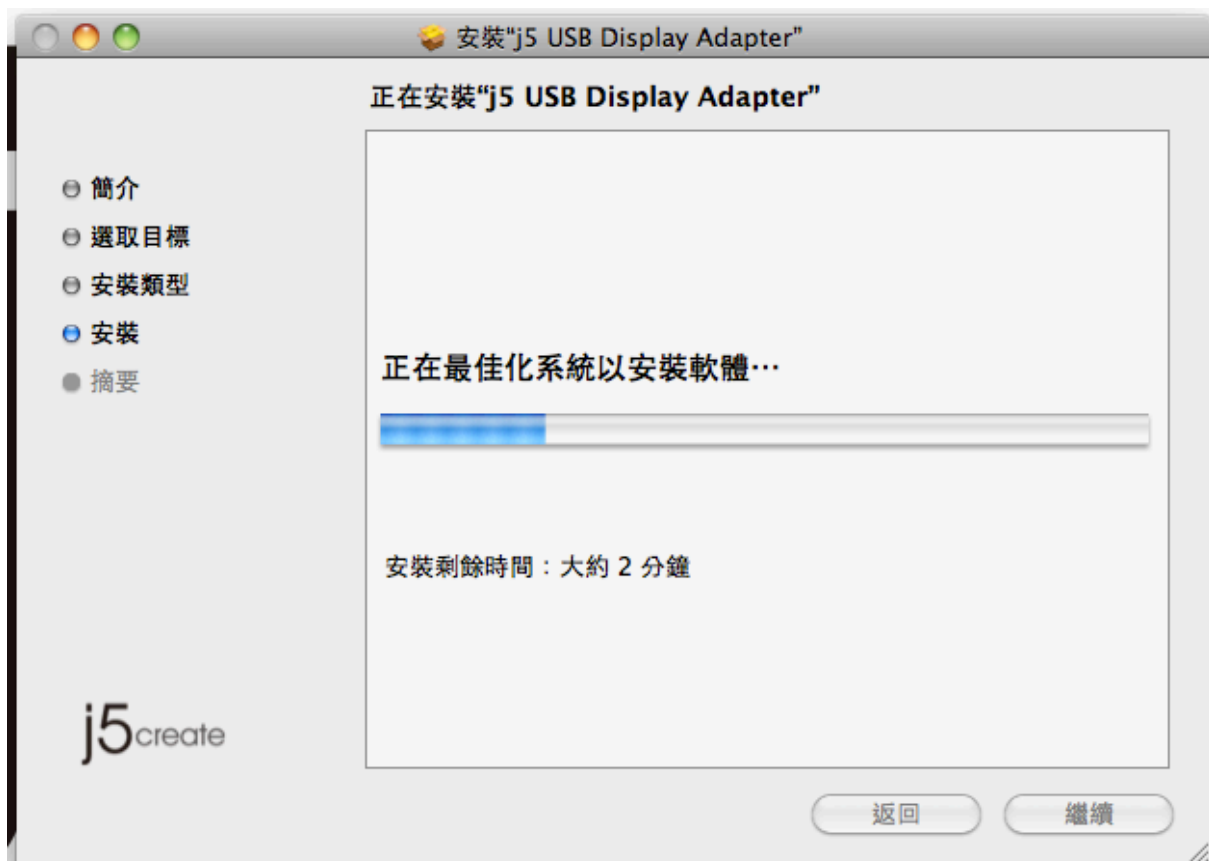 安裝“j5 USB Display Adapter”
正在安裝“j5 USB Display Adapter”
簡介
選取目標
安裝類型
安裝
摘要
正在最佳化系統以安裝軟體…
安裝剩餘時間：大約 2 分鐘
j5create
返回
繼續